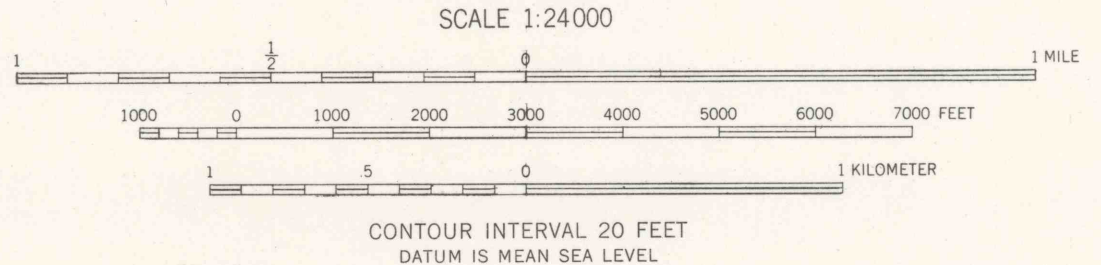 SCALE 1:24000
1 1/2 0 1 MILE
1000 0 1000 2000 3000 4000 5000 6000 7000 FEET
1 .5 0 1 KILOMETER
CONTOUR INTERVAL 20 FEET
DATUM IS MEAN SEA LEVEL